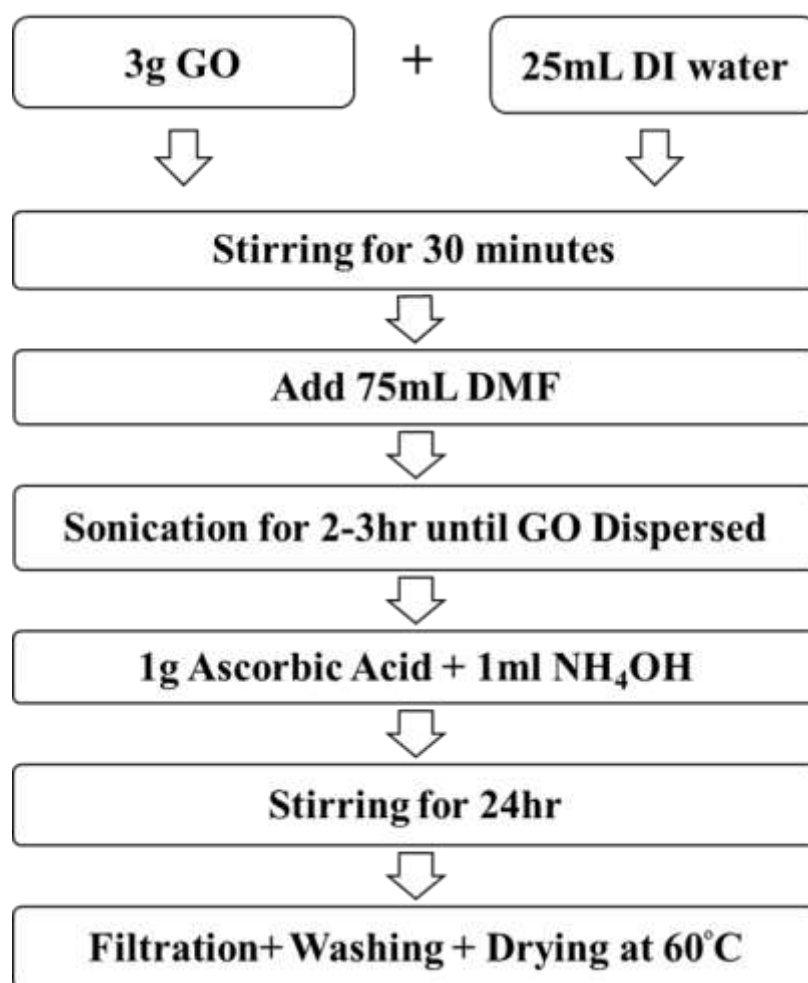 3g GO + 25mL DI water
Stirring for 30 minutes
Add 75mL DMF
Sonication for 2-3hr until GO Dispersed
1g Ascorbic Acid + 1ml NH₄OH
Stirring for 24hr
Filtration+ Washing + Drying at 60°C